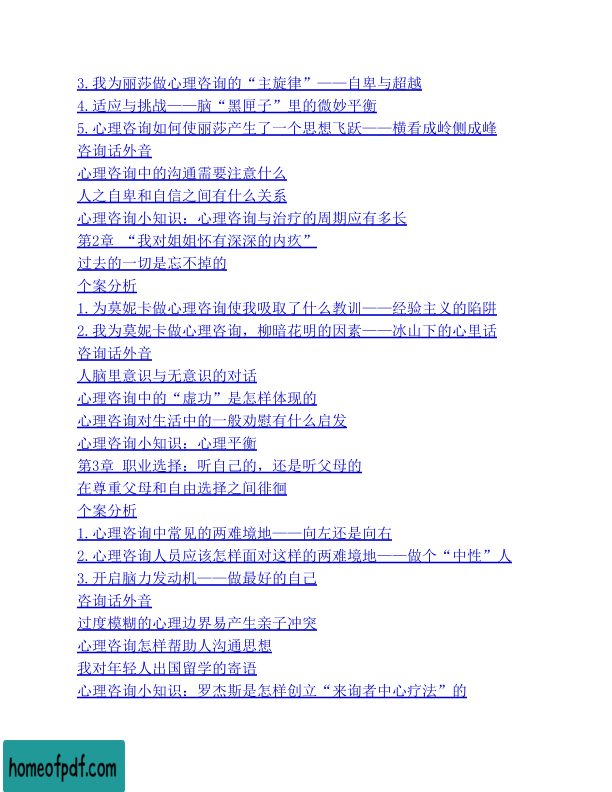 3.我为丽莎做心理咨询的“主旋律”——自卑与超越
4.适应与挑战——脑“黑匣子”里的微妙平衡
5.心理咨询如何使丽莎产生了一个思想飞跃——横看成岭侧成峰
咨询话外音
心理咨询中的沟通需要注意什么
人之自卑和自信之间有什么关系
心理咨询小知识：心理咨询与治疗的周期应有多长
第2章 “我对姐姐怀有深深的内疚”
过去的一切是忘不掉的
个案分析
1.为莫妮卡做心理咨询使我吸取了什么教训——经验主义的陷阱
2.我为莫妮卡做心理咨询，柳暗花明的因素——冰山下的心里话
咨询话外音
人脑里意识与无意识的对话
心理咨询中的“虚功”是怎样体现的
心理咨询对生活中的一般劝慰有什么启发
心理咨询小知识：心理平衡
第3章 职业选择：听自己的，还是听父母的
在尊重父母和自由选择之间徘徊
个案分析
1.心理咨询中常见的两难境地——向左还是向右
2.心理咨询人员应该怎样面对这样的两难境地——做个“中性”人
3.开启脑力发动机——做最好的自己
咨询话外音
过度模糊的心理边界易产生亲子冲突
心理咨询怎样帮助人沟通思想
我对年轻人出国留学的寄语
心理咨询小知识：罗杰斯是怎样创立“来询者中心疗法”的
homeofpdf.com